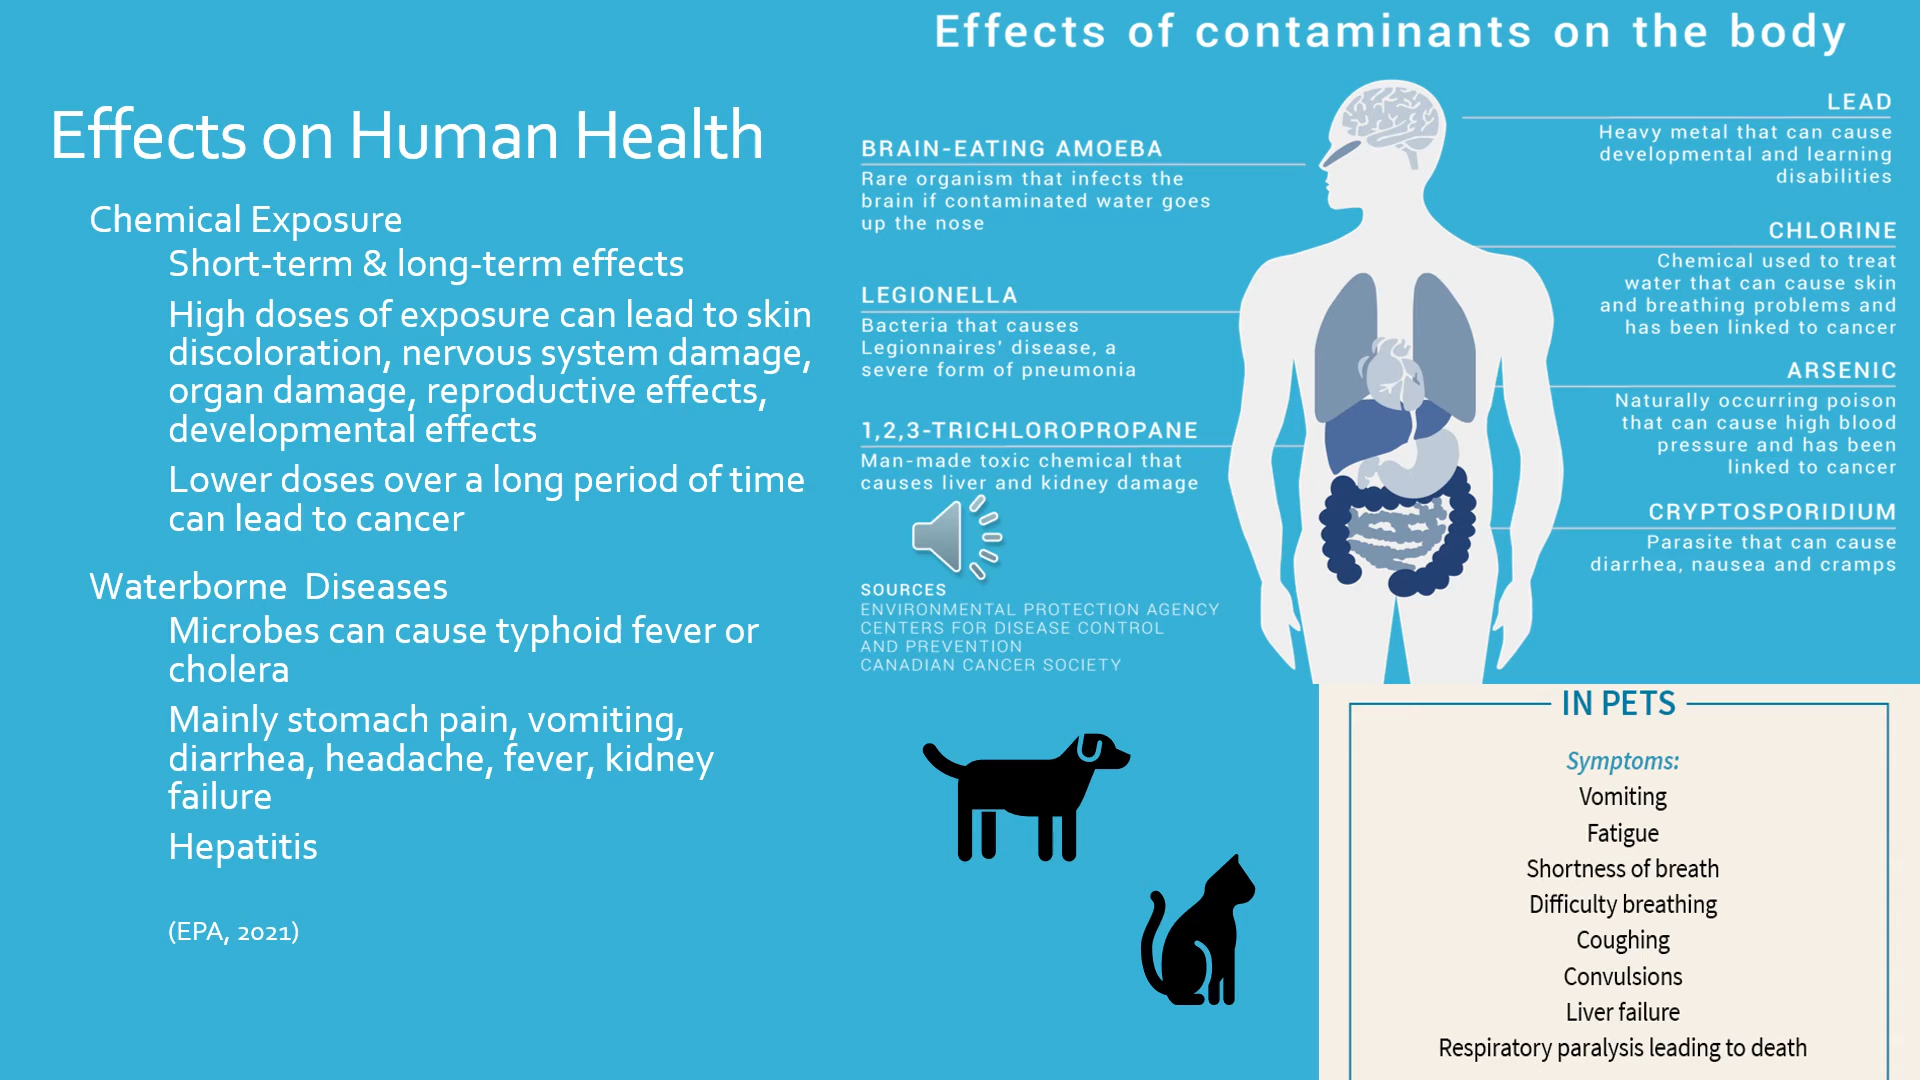 Effects on Human Health
Chemical Exposure
Short-term & long-term effects
High doses of exposure can lead to skin
discoloration, nervous system damage,
organ damage, reproductive effects,
developmental effects
Lower doses over a long period of time
can lead to cancer
Waterborne  Diseases
Microbes can cause typhoid fever or
cholera
Mainly stomach pain, vomiting,
diarrhea, headache, fever, kidney
failure
Hepatitis
(EPA, 2021)
Effects of contaminants on the body
BRAIN-EATING AMOEBA
Rare organism that infects the
brain if contaminated water goes
up the nose
LEGIONELLA
Bacteria that causes
Legionnaires' disease, a
severe form of pneumonia
1,2,3-TRICHLOROPROPANE
Man-made toxic chemical that
causes liver and kidney damage
SOURCES
ENVIRONMENTAL PROTECTION AGENCY
CENTERS FOR DISEASE CONTROL
AND PREVENTION
CANADIAN CANCER SOCIETY
LEAD
Heavy metal that can cause
developmental and learning
disabilities
CHLORINE
Chemical used to treat
water that can cause skin
and breathing problems and
has been linked to cancer
ARSENIC
Naturally occurring poison
that can cause high blood
pressure and has been
linked to cancer
CRYPTOSPORIDIUM
Parasite that can cause
diarrhea, nausea and cramps
IN PETS
Symptoms:
Vomiting
Fatigue
Shortness of breath
Difficulty breathing
Coughing
Convulsions
Liver failure
Respiratory paralysis leading to death